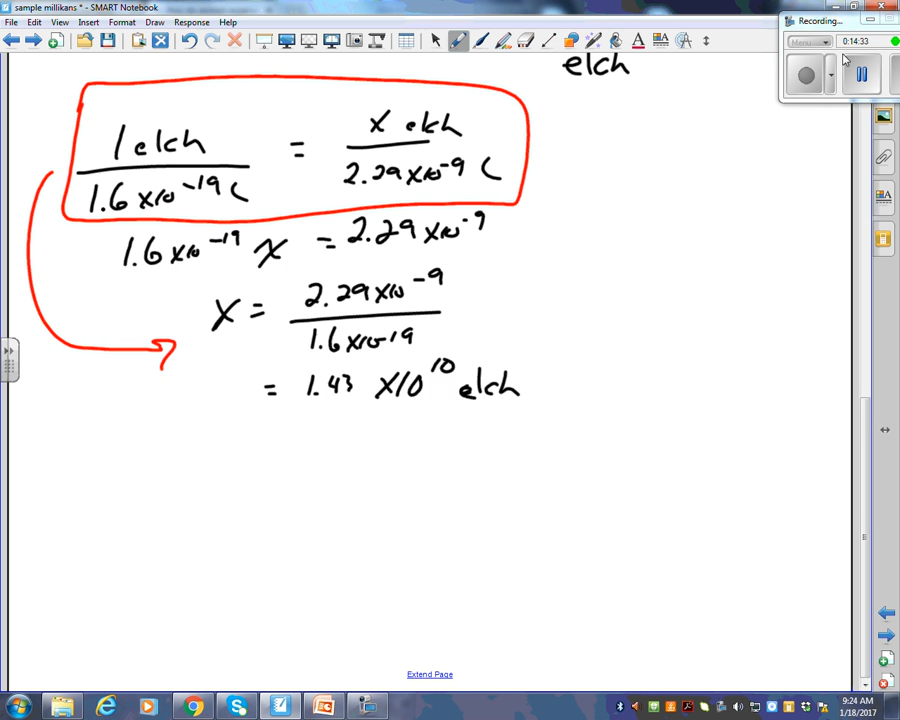 sample millikans * - SMART Notebook
File Edit View Insert Format Draw Response Help
Recording...
Menu
0:14:33
elch
1 elch / 1.6 x10⁻¹⁹ C = x elch / 2.29 x10⁻⁹ C
1.6 x10⁻¹⁹ x = 2.29 x10⁻⁹
x = 2.29 x10⁻⁹ / 1.6 x10⁻¹⁹
= 1.43 x10¹⁰ elch
Extend Page
9:24 AM
1/18/2017